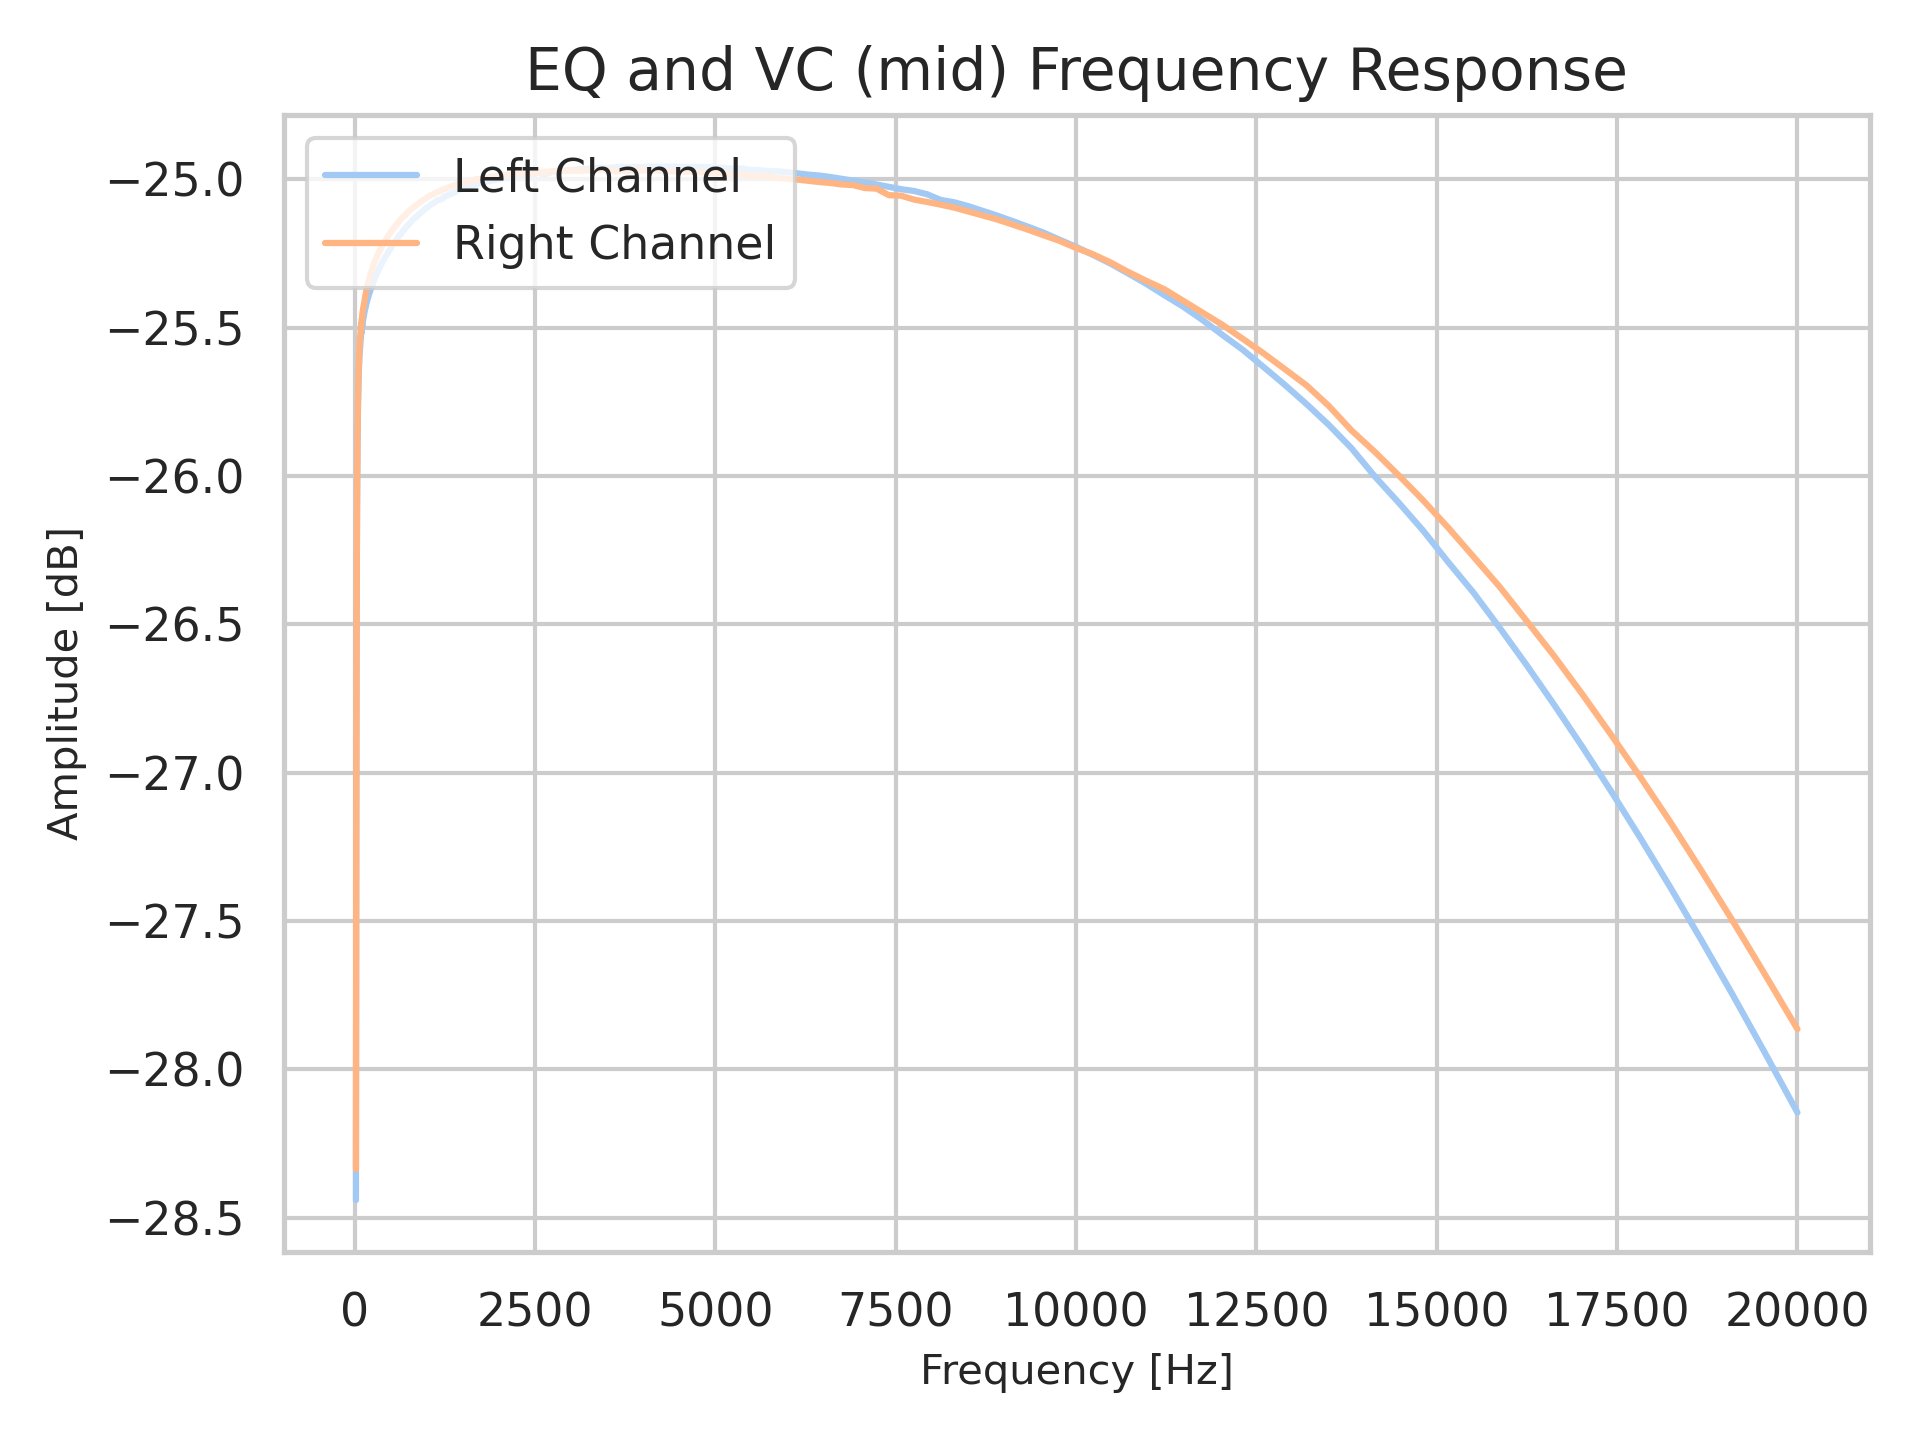 EQ and VC (mid) Frequency Response
Left Channel
Right Channel
Amplitude [dB]
−25.0
−25.5
−26.0
−26.5
−27.0
−27.5
−28.0
−28.5
0 2500 5000 7500 10000 12500 15000 17500 20000
Frequency [Hz]